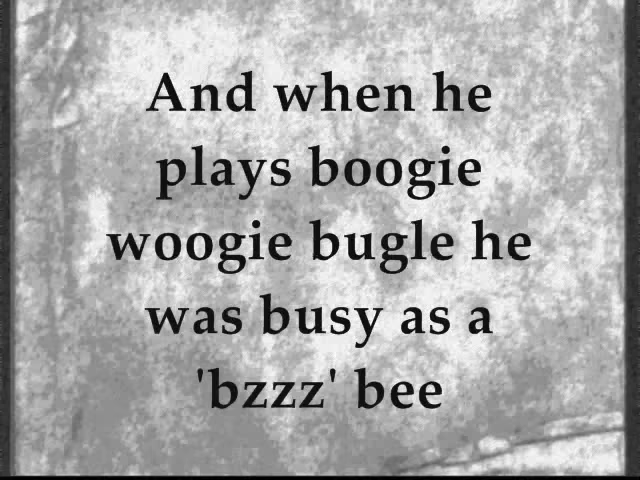 And when he
plays boogie
woogie bugle he
was busy as a
'bzzz' bee